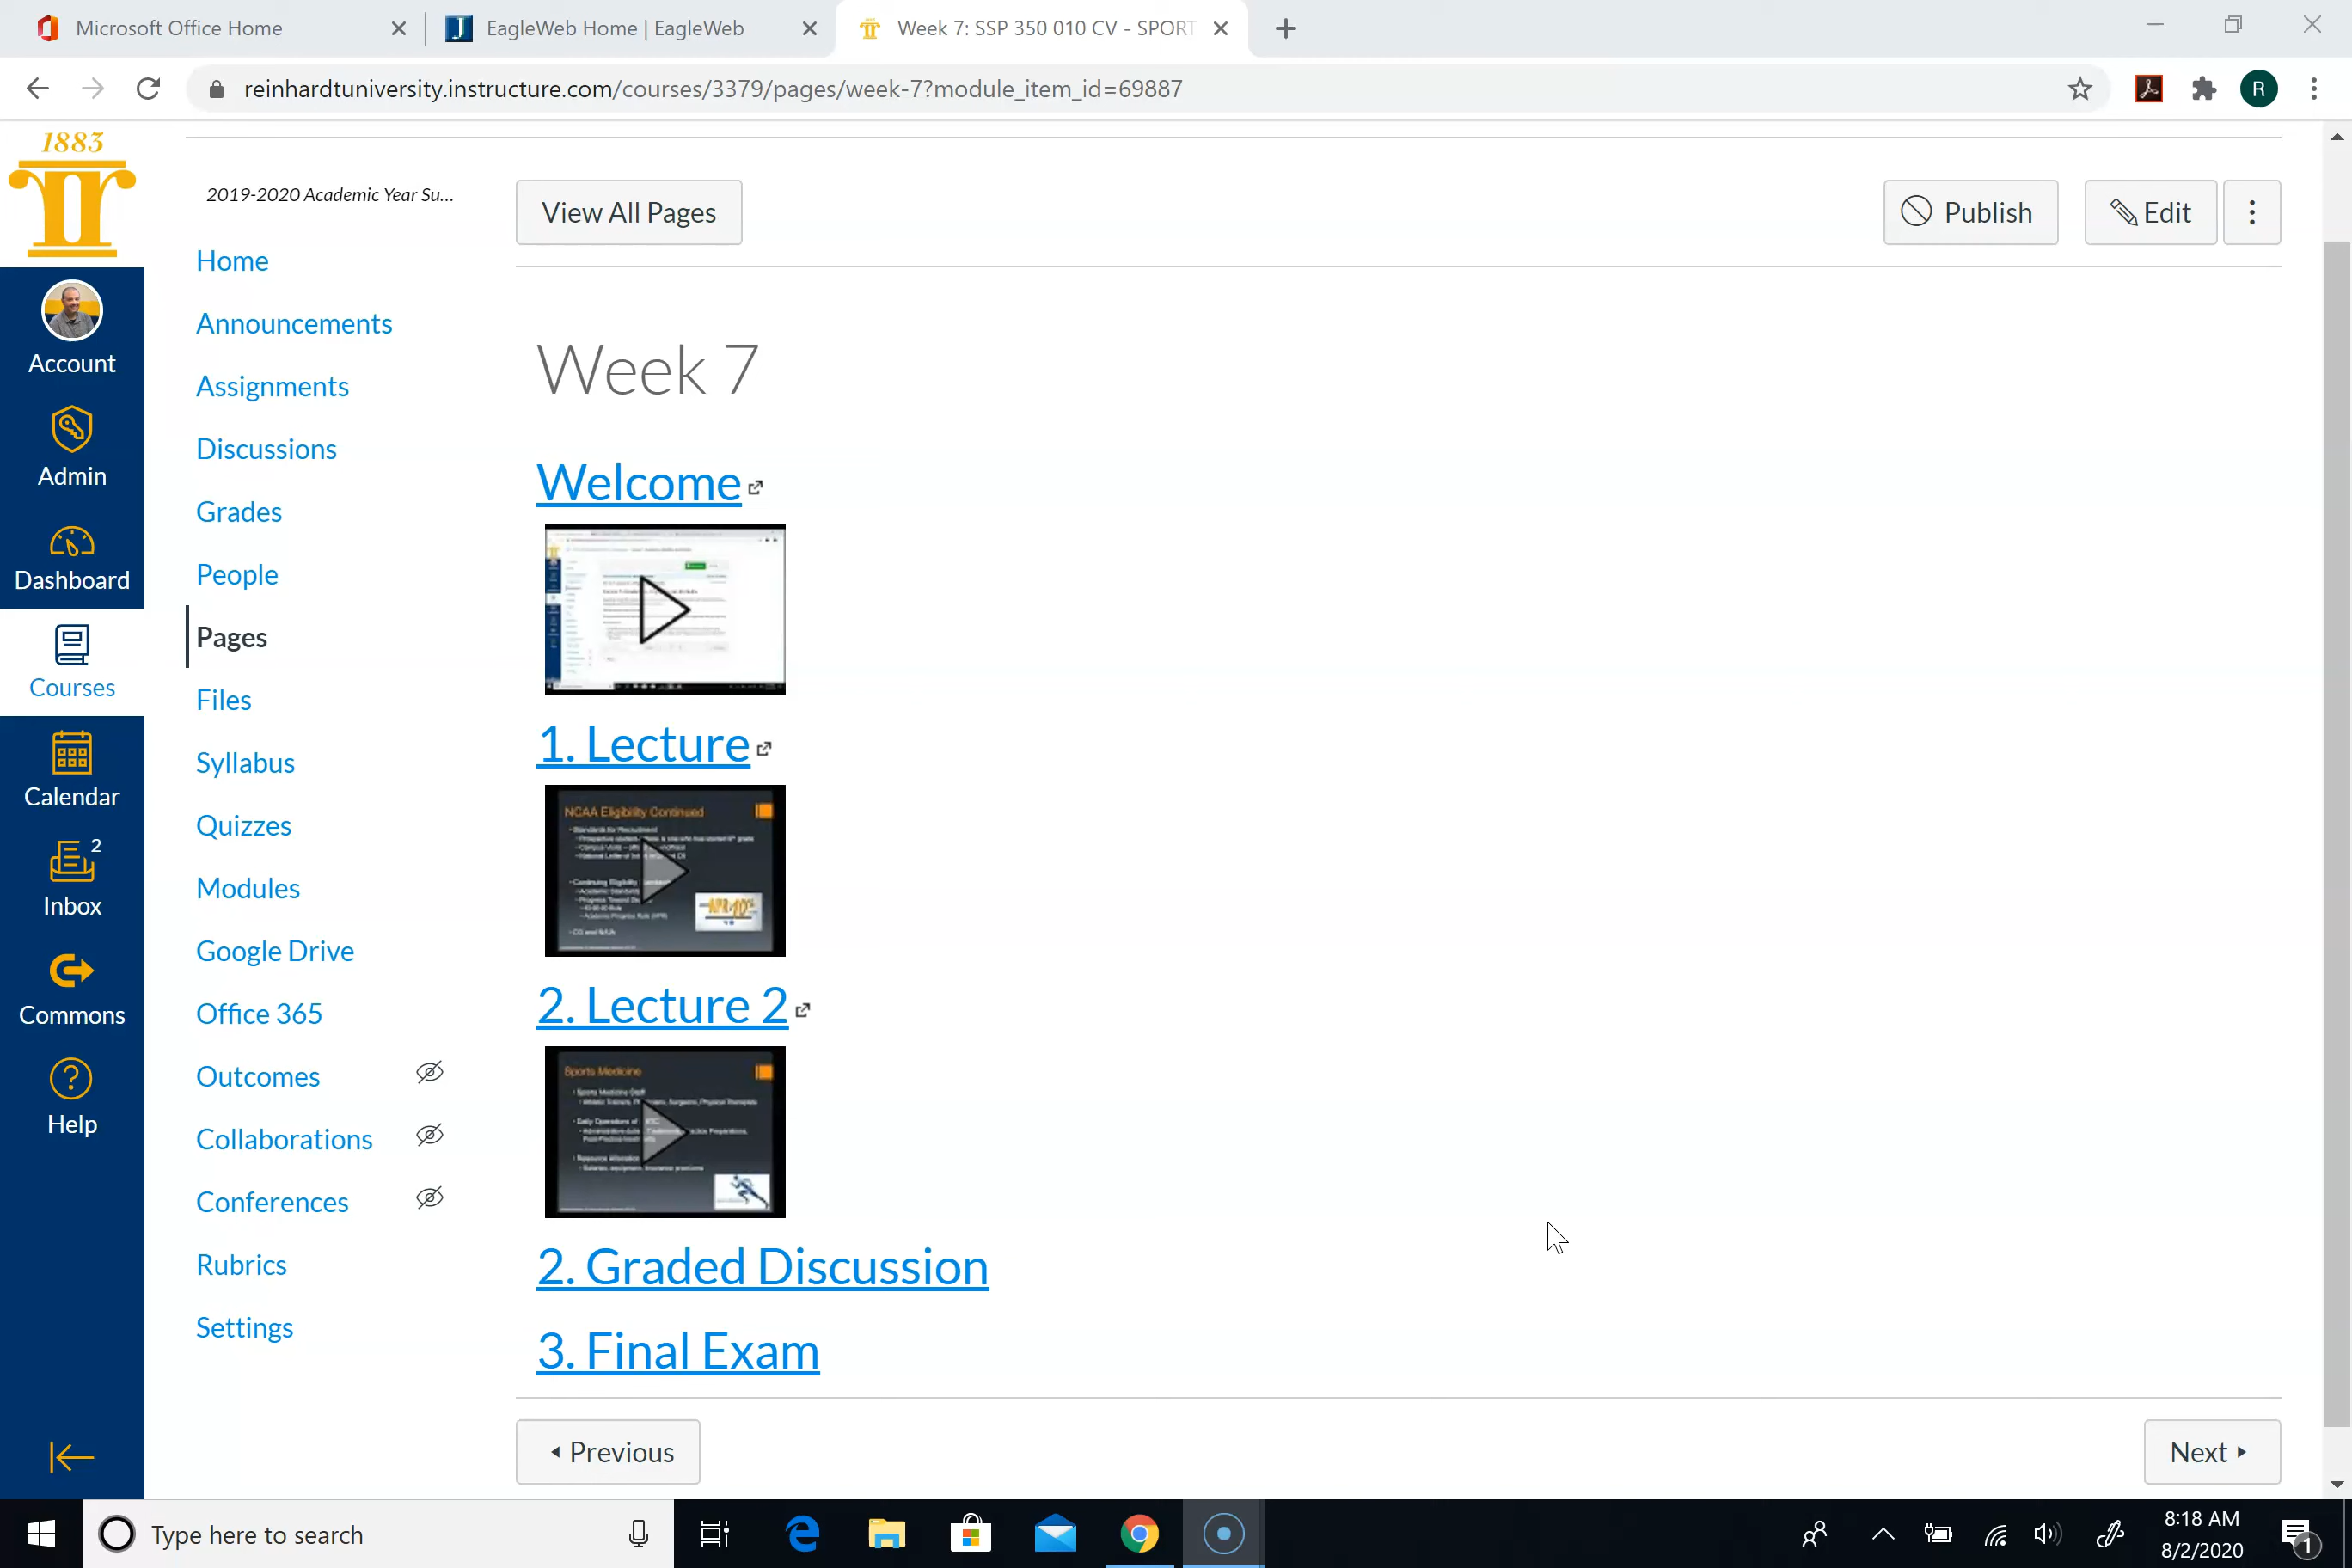 Microsoft Office Home
EagleWeb Home | EagleWeb
Week 7: SSP 350 010 CV - SPORT
reinhardtuniversity.instructure.com/courses/3379/pages/week-7?module_item_id=69887
R
1883
Account
Admin
Dashboard
Courses
Calendar
2
Inbox
Commons
Help
2019-2020 Academic Year Su...
Home
Announcements
Assignments
Discussions
Grades
People
Pages
Files
Syllabus
Quizzes
Modules
Google Drive
Office 365
Outcomes
Collaborations
Conferences
Rubrics
Settings
View All Pages
Publish
Edit
Week 7
Welcome
1. Lecture
NCAA Eligibility Continued
2. Lecture 2
Sports Medicine
2. Graded Discussion
3. Final Exam
Previous
Next
Type here to search
8:18 AM
8/2/2020
1